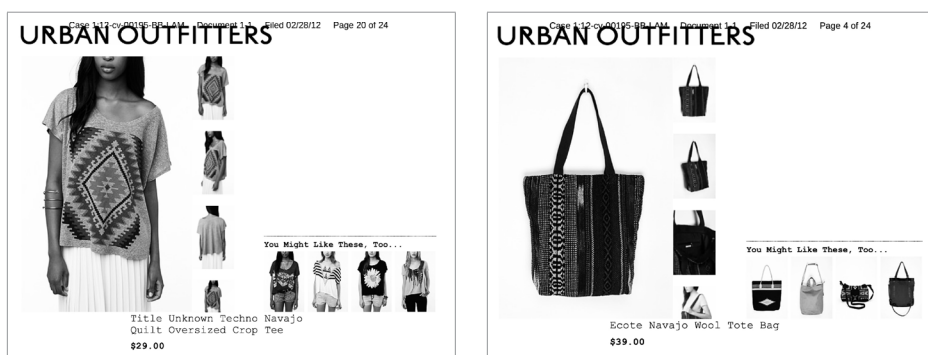 Case 1:12-cv-00195-BB-LAM Document 1-1 Filed 02/28/12 Page 20 of 24
URBAN OUTFITTERS
You Might Like These, Too...
Title Unknown Techno Navajo
Quilt Oversized Crop Tee
$29.00
Case 1:12-cv-00195-BB-LAM Document 1-1 Filed 02/28/12 Page 4 of 24
URBAN OUTFITTERS
You Might Like These, Too...
Ecote Navajo Wool Tote Bag
$39.00